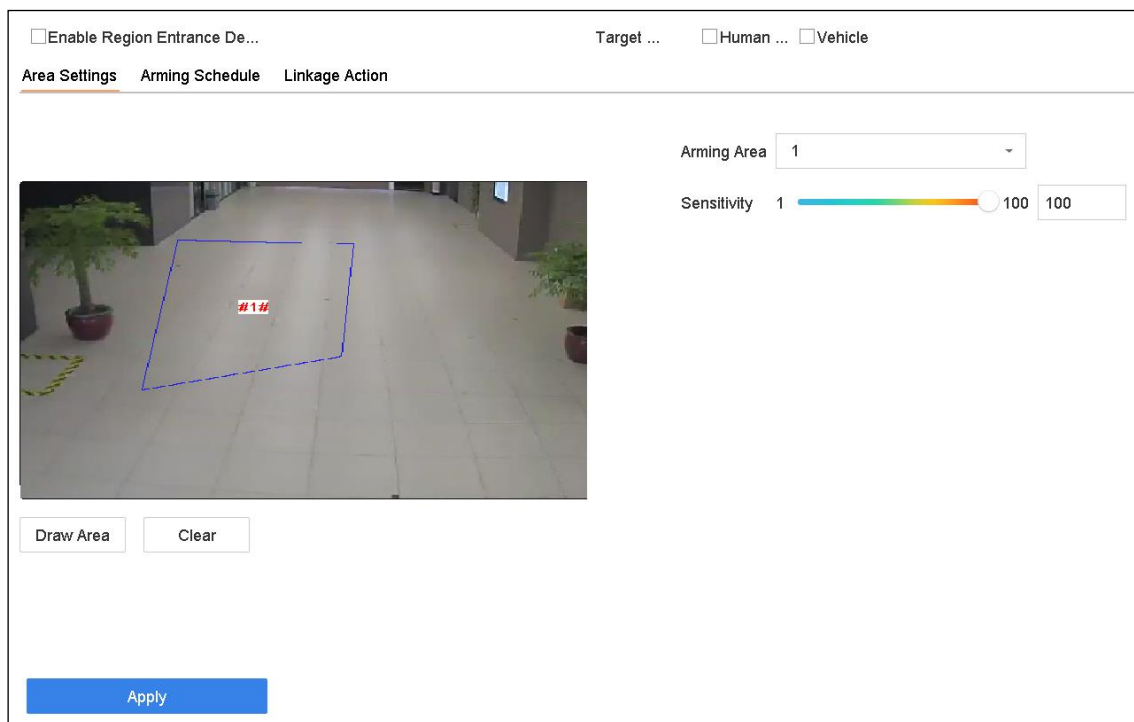 Enable Region Entrance De... Target ... Human ... Vehicle
Area Settings Arming Schedule Linkage Action
Arming Area 1
Sensitivity 1 100 100
#1#
Draw Area Clear
Apply